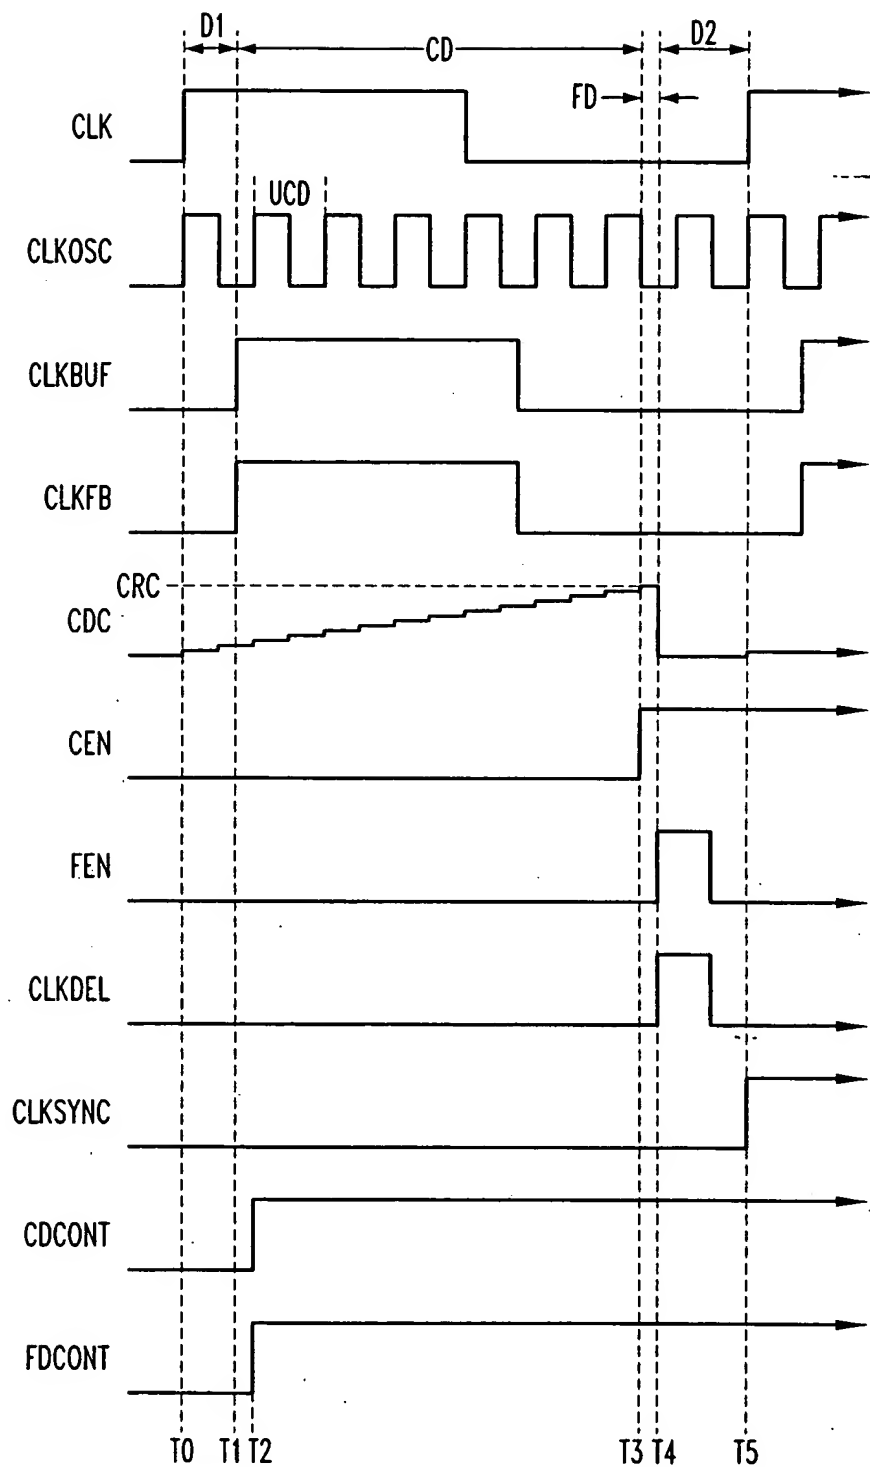 D1
CD
D2
FD
CLK
UCD
CLKOSC
CLKBUF
CLKFB
CRC
CDC
CEN
FEN
CLKDEL
CLKSYNC
CDCONT
FDCONT
T0 T1 T2 T3 T4 T5